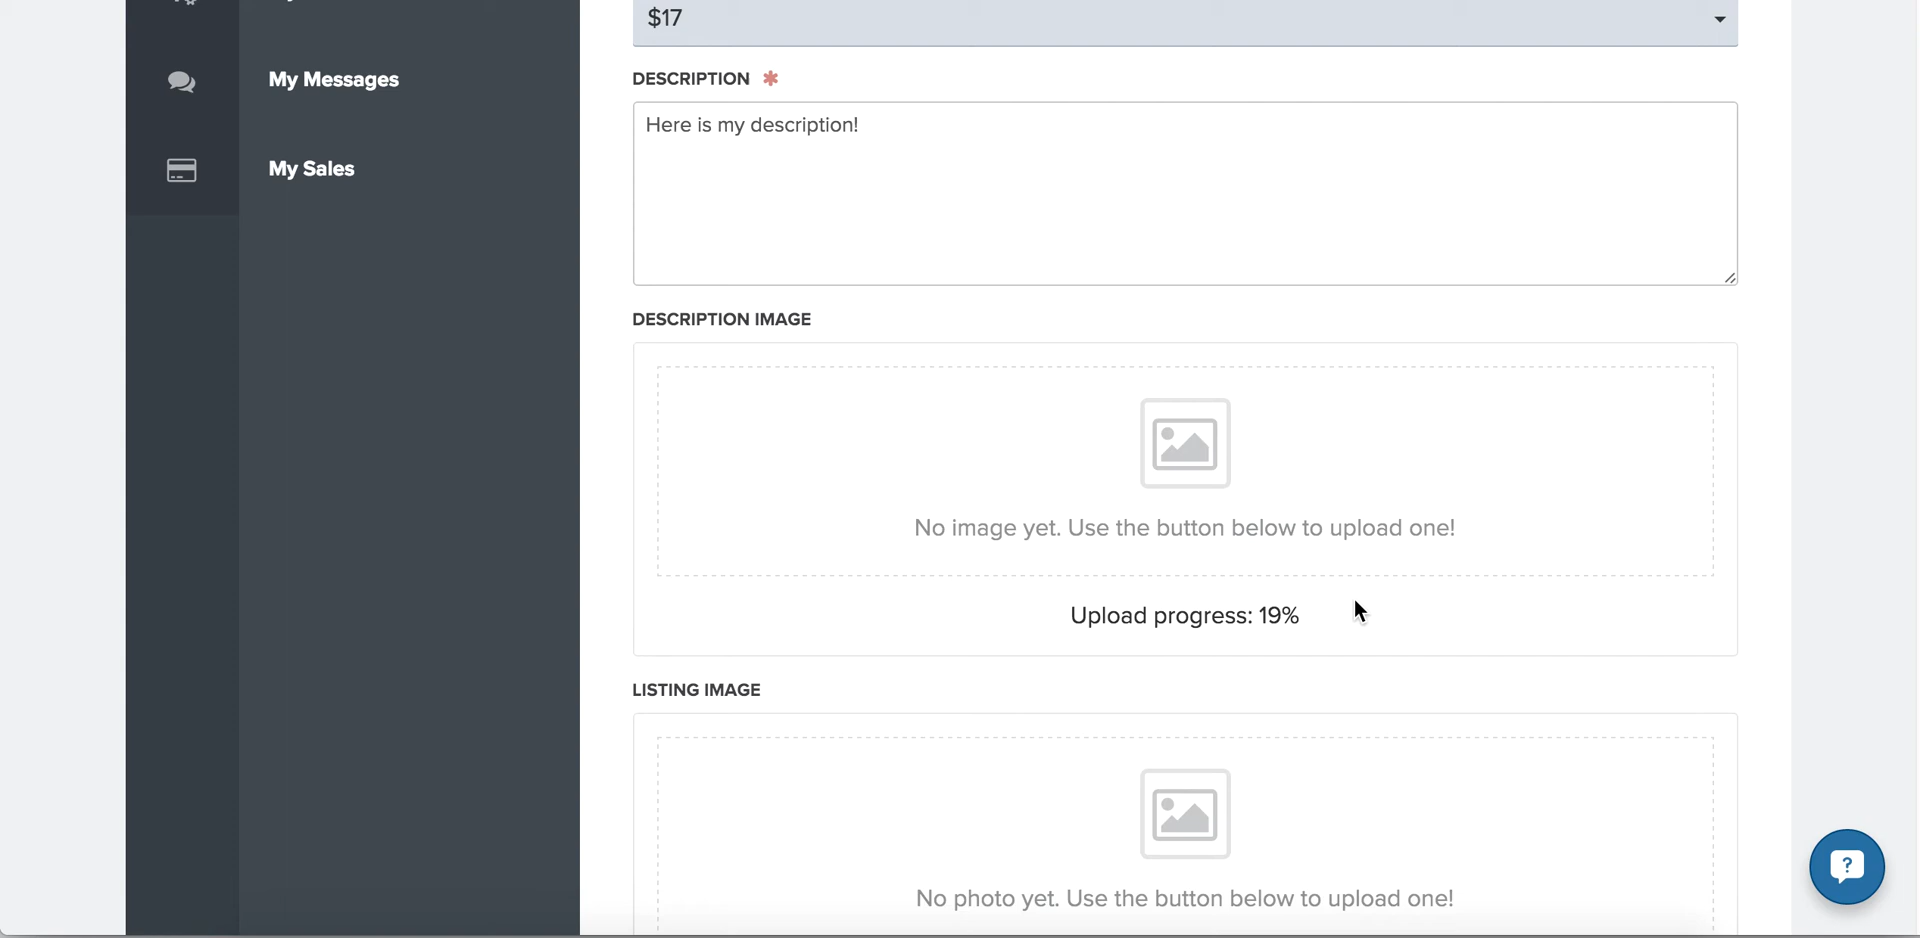 $17
My Messages
DESCRIPTION *
Here is my description!
My Sales
DESCRIPTION IMAGE
No image yet. Use the button below to upload one!
Upload progress: 19%
LISTING IMAGE
No photo yet. Use the button below to upload one!
?